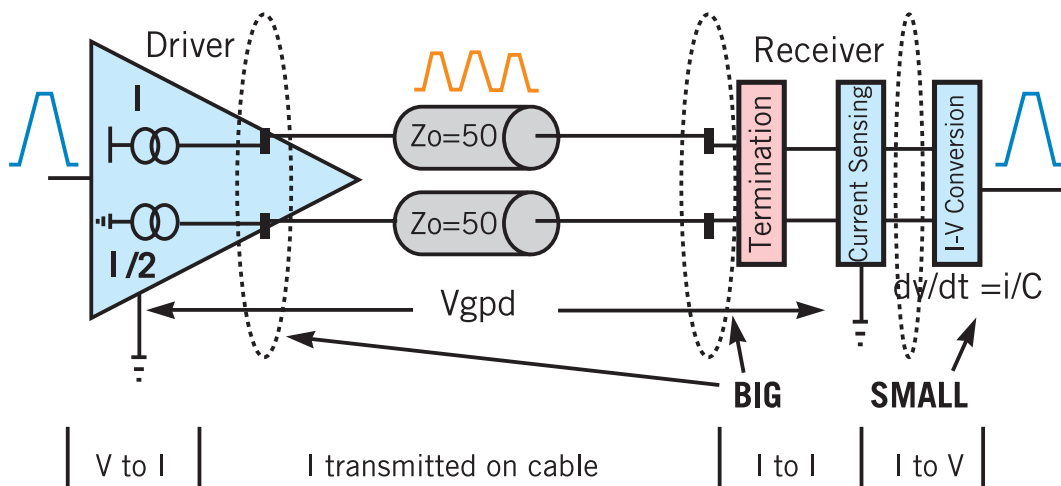 Driver
Receiver
I
Zo=50
Zo=50
I/2
Termination
Current Sensing
I-V Conversion
dv/dt =i/C
Vgpd
BIG
SMALL
V to I
I transmitted on cable
I to I
I to V